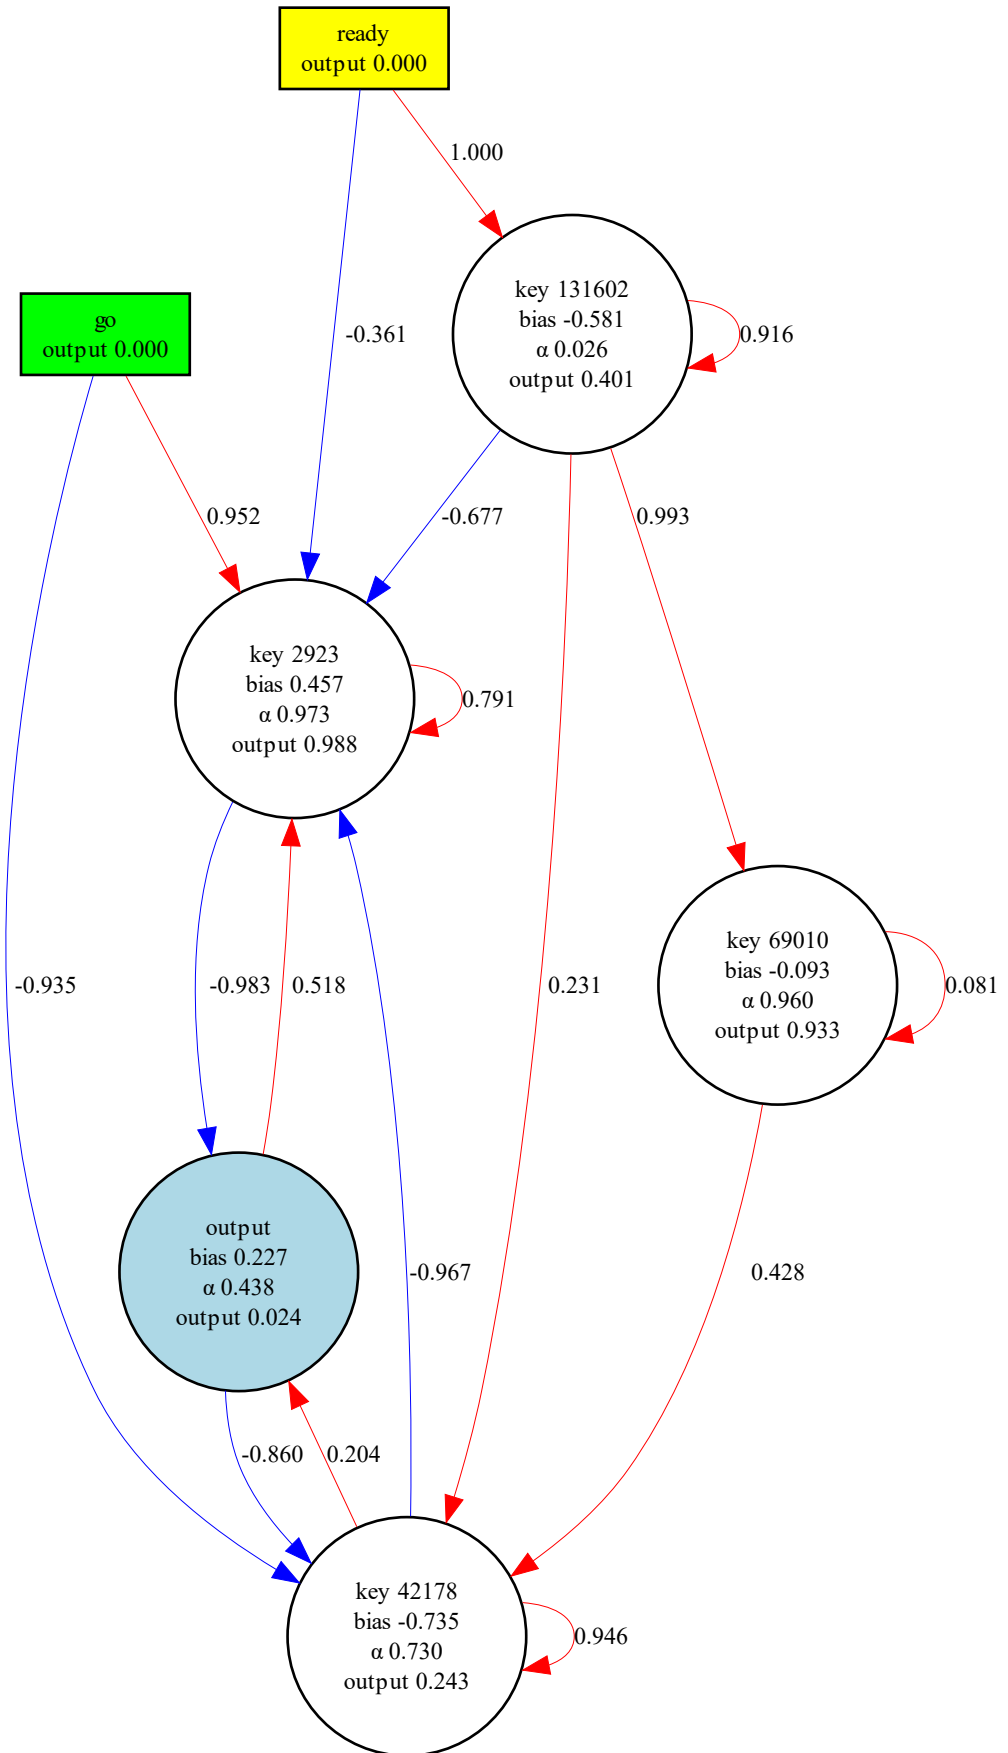 ready
output 0.000
1.000
key 131602
bias -0.581
α 0.026
output 0.401
0.916
-0.361
go
output 0.000
0.952
-0.677
0.993
key 2923
bias 0.457
α 0.973
output 0.988
0.791
key 69010
bias -0.093
α 0.960
output 0.933
0.081
-0.935
-0.983
0.518
0.231
output
bias 0.227
α 0.438
output 0.024
-0.967
0.428
-0.860
0.204
key 42178
bias -0.735
α 0.730
output 0.243
0.946